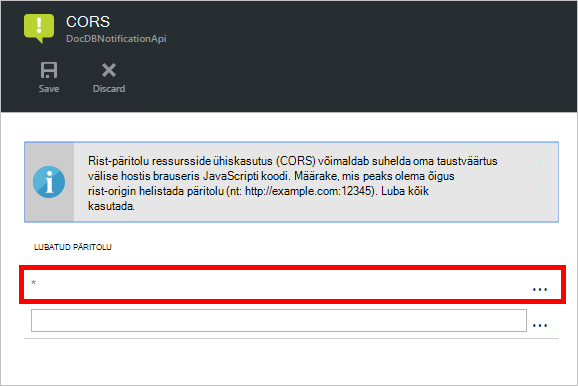 CORS
DocDBNotificationApi
Save Discard
Rist-päritolu ressursside ühiskasutus (CORS) võimaldab suhelda oma taustväärtus
välise hostis brauseris JavaScripti koodi. Määrake, mis peaks olema õigus
rist-origin helistada päritolu (nt: http://example.com:12345). Luba kõik
kasutada.
LUBATUD PÄRITOLU
* ...
...